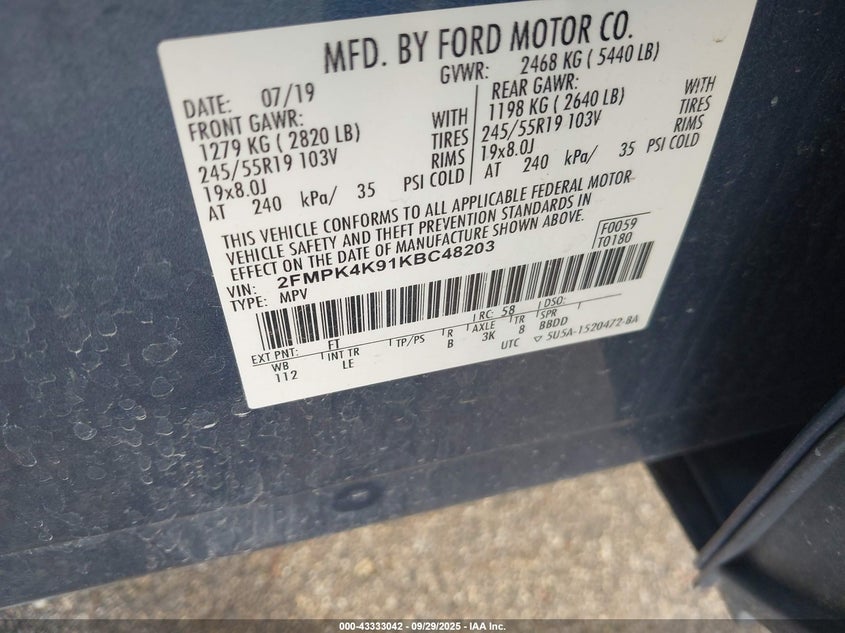 MFD. BY FORD MOTOR CO.
DATE: 07/19
GVWR: 2468 KG ( 5440 LB)
FRONT GAWR:
1279 KG ( 2820 LB) WITH
245/55R19 103V TIRES
19x8.0J RIMS
AT 240 kPa/ 35 PSI COLD
REAR GAWR:
1198 KG ( 2640 LB) WITH
245/55R19 103V TIRES
19x8.0J RIMS
AT 240 kPa/ 35 PSI COLD
THIS VEHICLE CONFORMS TO ALL APPLICABLE FEDERAL MOTOR
VEHICLE SAFETY AND THEFT PREVENTION STANDARDS IN
EFFECT ON THE DATE OF MANUFACTURE SHOWN ABOVE.
F0059
T0180
VIN: 2FMPK4K91KBC48203
TYPE: MPV
RC: 58 DSO:
EXT PNT: FT
WB INT TR TP/PS R AXLE TR SPR
112 LE B 3K 8 BBDD
UTC ▽ 5U5A-1520472-BA
000-43333042 - 09/29/2025 - IAA Inc.